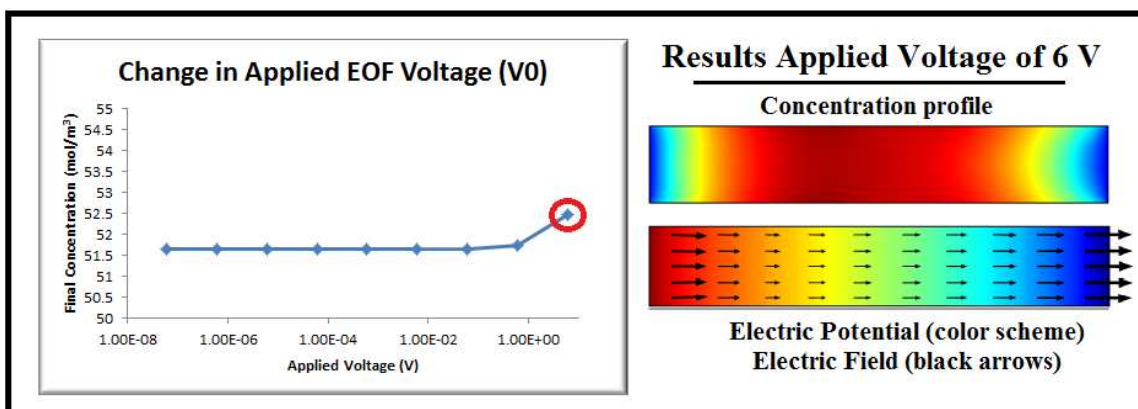 Change in Applied EOF Voltage (V0)
Final Concentration (mol/m³)
55
54.5
54
53.5
53
52.5
52
51.5
51
50.5
50
1.00E-08
1.00E-06
1.00E-04
1.00E-02
1.00E+00
Applied Voltage (V)
Results Applied Voltage of 6 V
Concentration profile
Electric Potential (color scheme)
Electric Field (black arrows)